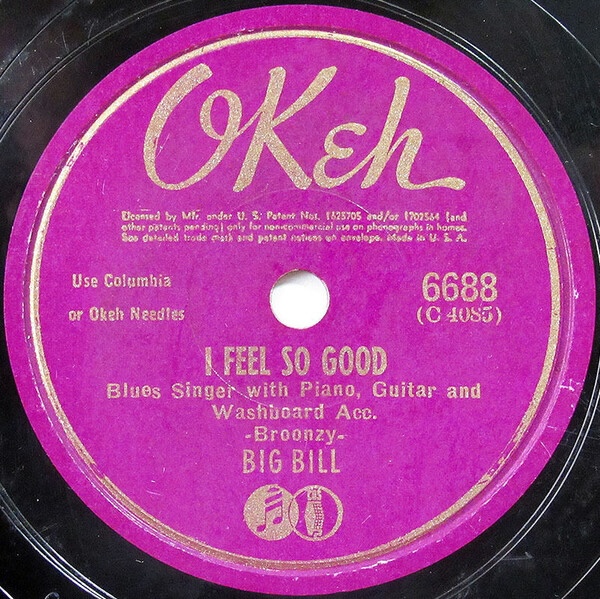 OKeh
Licensed by Mfr. under U. S. Patent Nos. 1625705 and/or 1702564 (and
other patents pending) only for non-commercial use on phonographs in homes.
See detailed trade mark and patent notices on envelope. Made in U. S. A.
Use Columbia
or Okeh Needles
6688
(C 4085)
I FEEL SO GOOD
Blues Singer with Piano, Guitar and
Washboard Acc.
-Broonzy-
BIG BILL
CBS